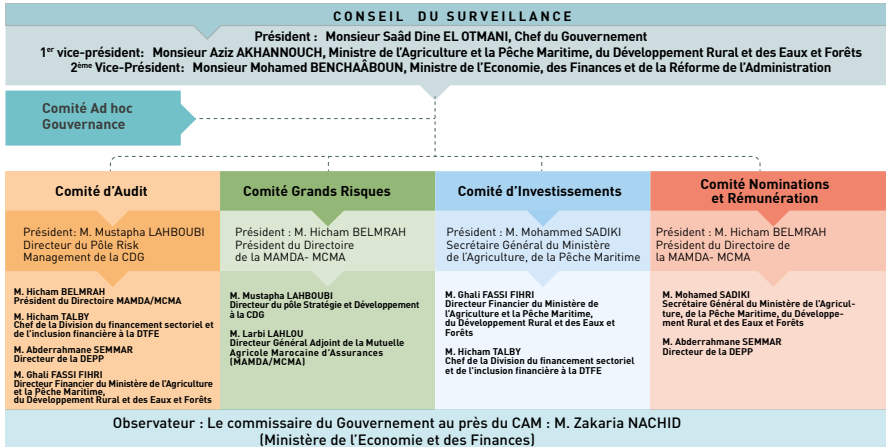 CONSEIL DU SURVEILLANCE
Président : Monsieur Saâd Dine EL OTMANI, Chef du Gouvernement
1er vice-président: Monsieur Aziz AKHANNOUCH, Ministre de l'Agriculture et la Pêche Maritime, du Développement Rural et des Eaux et Forêts
2ème Vice-Président: Monsieur Mohamed BENCHAÂBOUN, Ministre de l'Economie, des Finances et de la Réforme de l'Administration
Comité Ad hoc
Gouvernance
Comité d'Audit
Président : M. Mustapha LAHBOUBI
Directeur du Pôle Risk
Management de la CDG
M. Hicham BELMRAH
Président du Directoire MAMDA/MCMA
M. Hicham TALBY
Chef de la Division du financement sectoriel et
de l'inclusion financière à la DTFE
M. Abderrahmane SEMMAR
Directeur de la DEPP
M. Ghali FASSI FIHRI
Directeur Financier du Ministère de l'Agriculture
et la Pêche Maritime,
du Développement Rural et des Eaux et Forêts
Comité Grands Risques
Président : M. Hicham BELMRAH
Président du Directoire
de la MAMDA- MCMA
M. Mustapha LAHBOUBI
Directeur du pôle Stratégie et Développement
à la CDG
M. Larbi LAHLOU
Directeur Général Adjoint de la Mutuelle
Agricole Marocaine d'Assurances
(MAMDA/MCMA)
Comité d'Investissements
Président : M. Mohammed SADIKI
Secrétaire Général du Ministère
de l'Agriculture, de la Pêche Maritime
M. Ghali FASSI FIHRI
Directeur Financier du Ministère de
l'Agriculture et la Pêche Maritime,
du Développement Rural et des Eaux et
Forêts
M. Hicham TALBY
Chef de la Division du financement sectoriel
et de l'inclusion financière à la DTFE
Comité Nominations
et Rémunération
Président : M. Hicham BELMRAH
Président du Directoire de
la MAMDA- MCMA
M. Mohamed SADIKI
Secrétaire Général du Ministère de l'Agricul-
ture, de la Pêche Maritime, du Développe-
ment Rural et des Eaux et Forêts
M. Abderrahmane SEMMAR
Directeur de la DEPP
Observateur : Le commissaire du Gouvernement au près du CAM : M. Zakaria NACHID
(Ministère de l'Economie et des Finances)